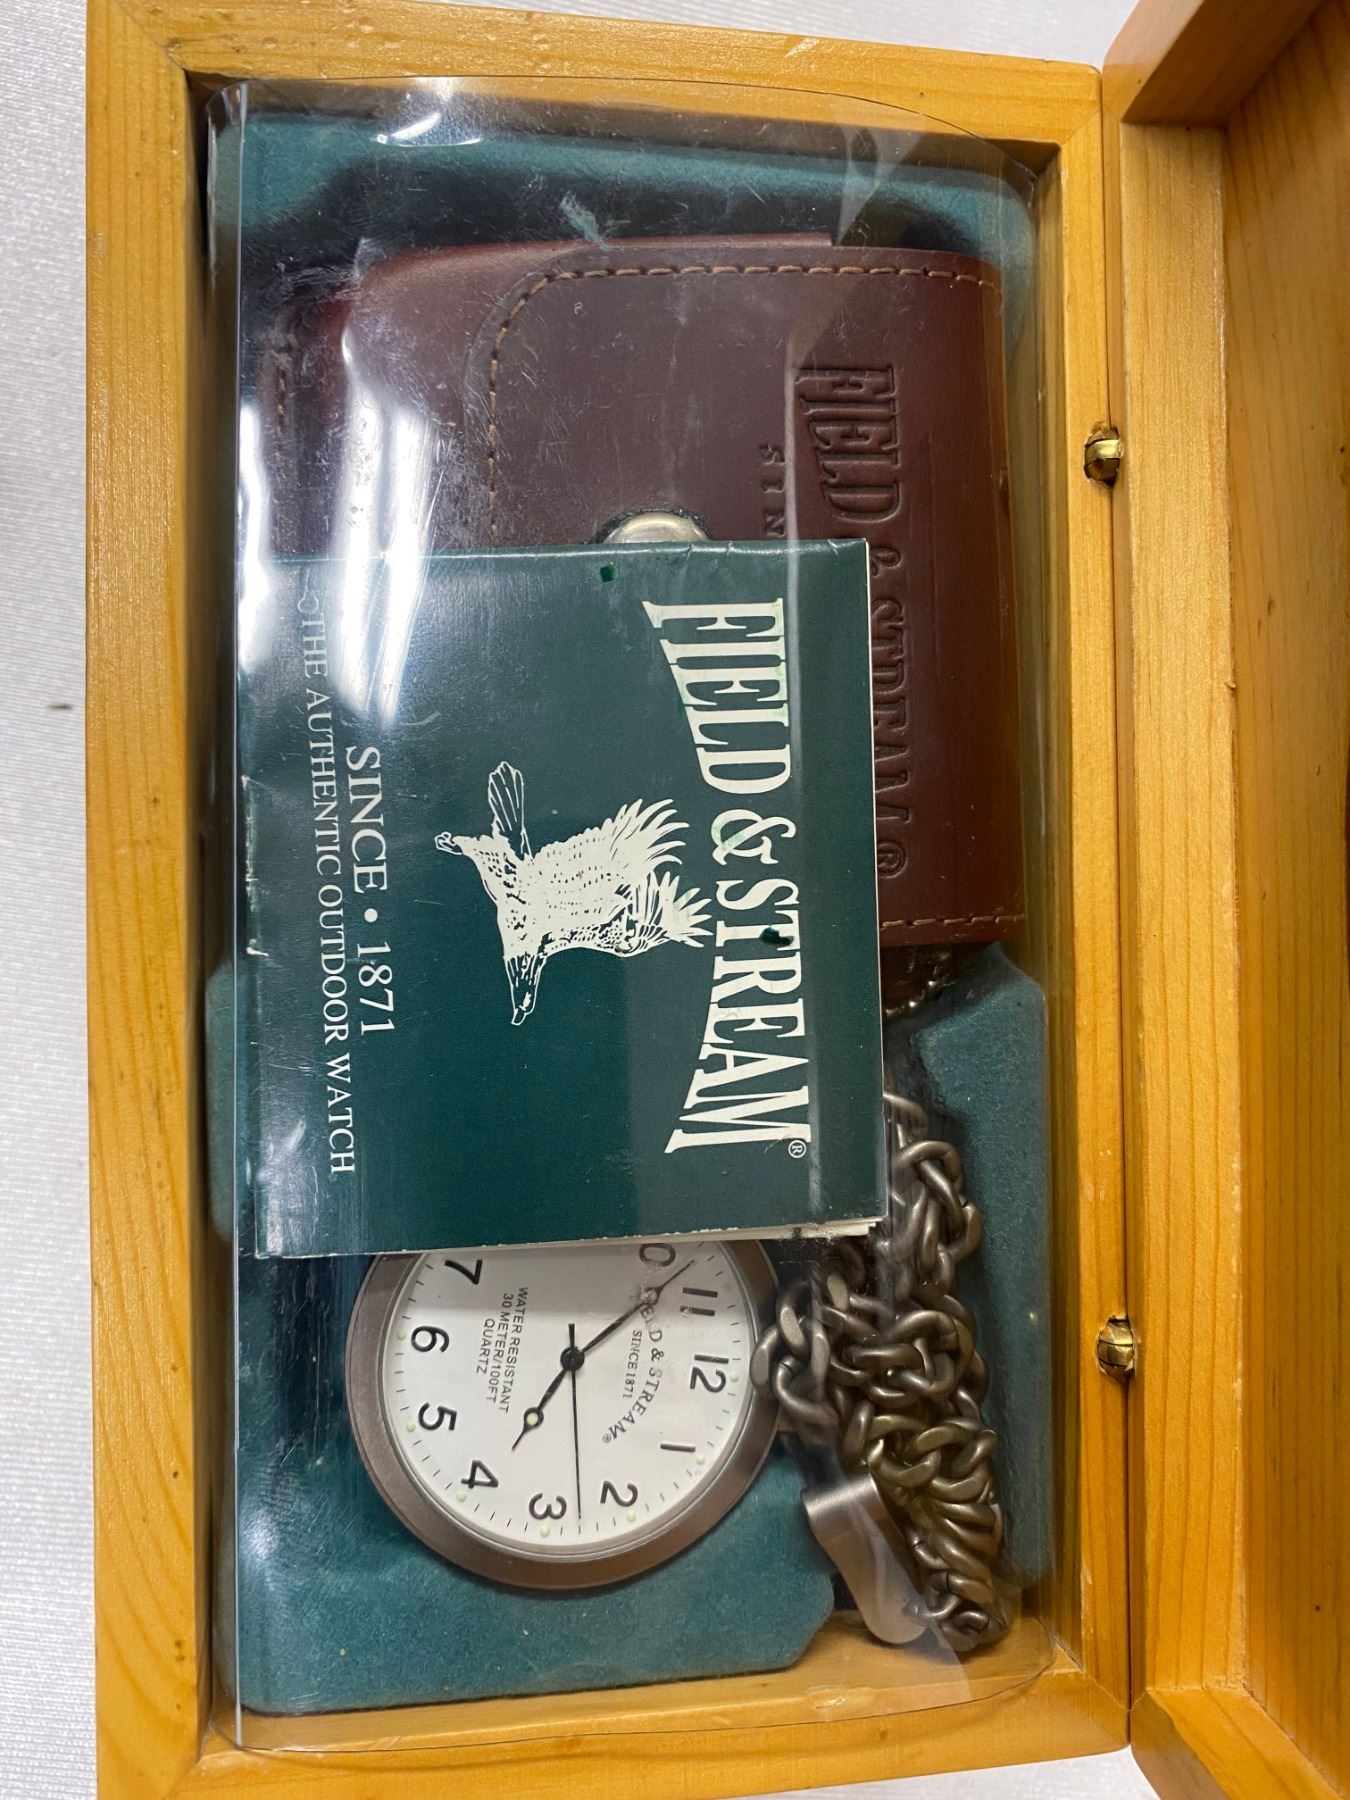 FIELD & STREAM®
SIN
FIELD & STREAM®
SINCE • 1871
THE AUTHENTIC OUTDOOR WATCH
11
12
1
2
3
4
5
6
7
FIELD & STREAM®
SINCE 1871
WATER RESISTANT
30 METER/100FT
QUARTZ